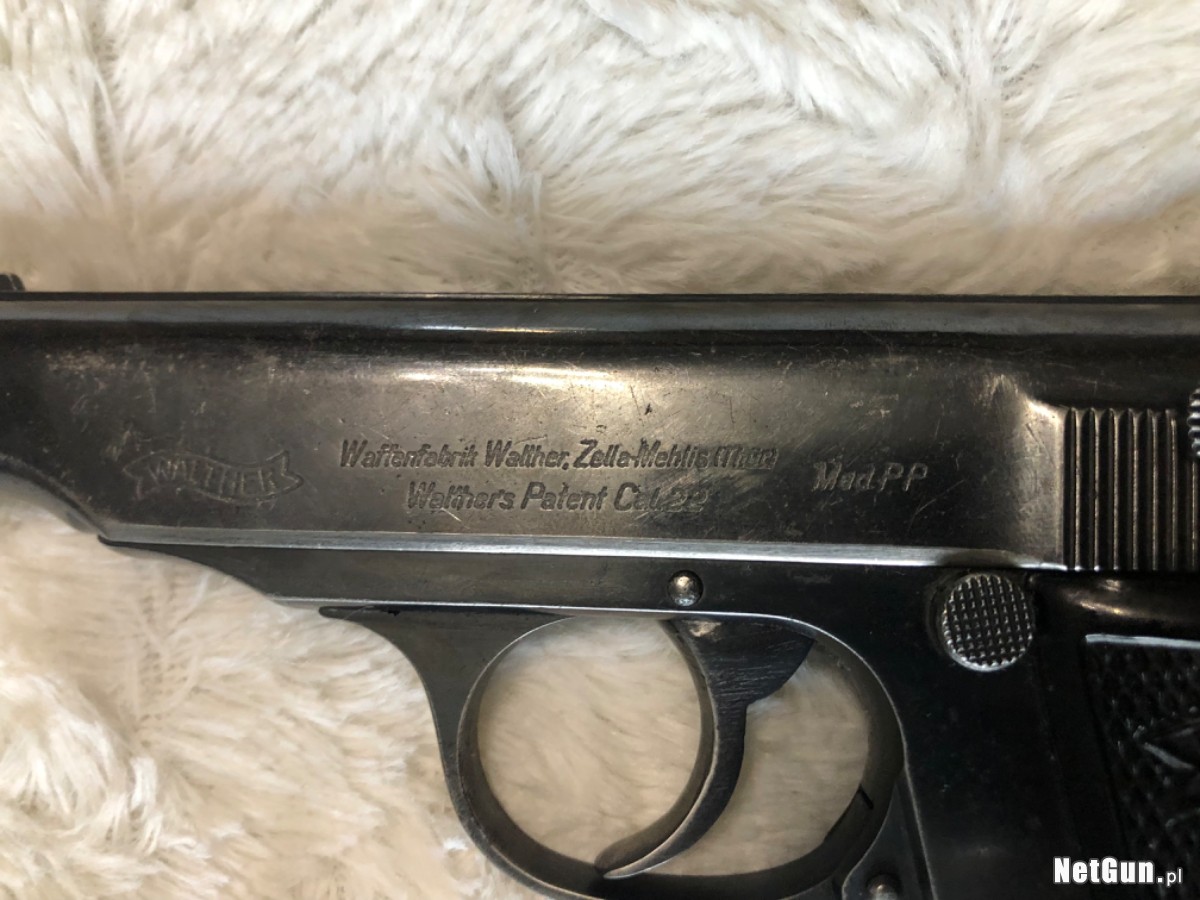 WALTHER
Waffenfabrik Walther, Zella-Mehlis (Thür.)
Walther's Patent Cal. 22
Mod. PP
NetGun.pl